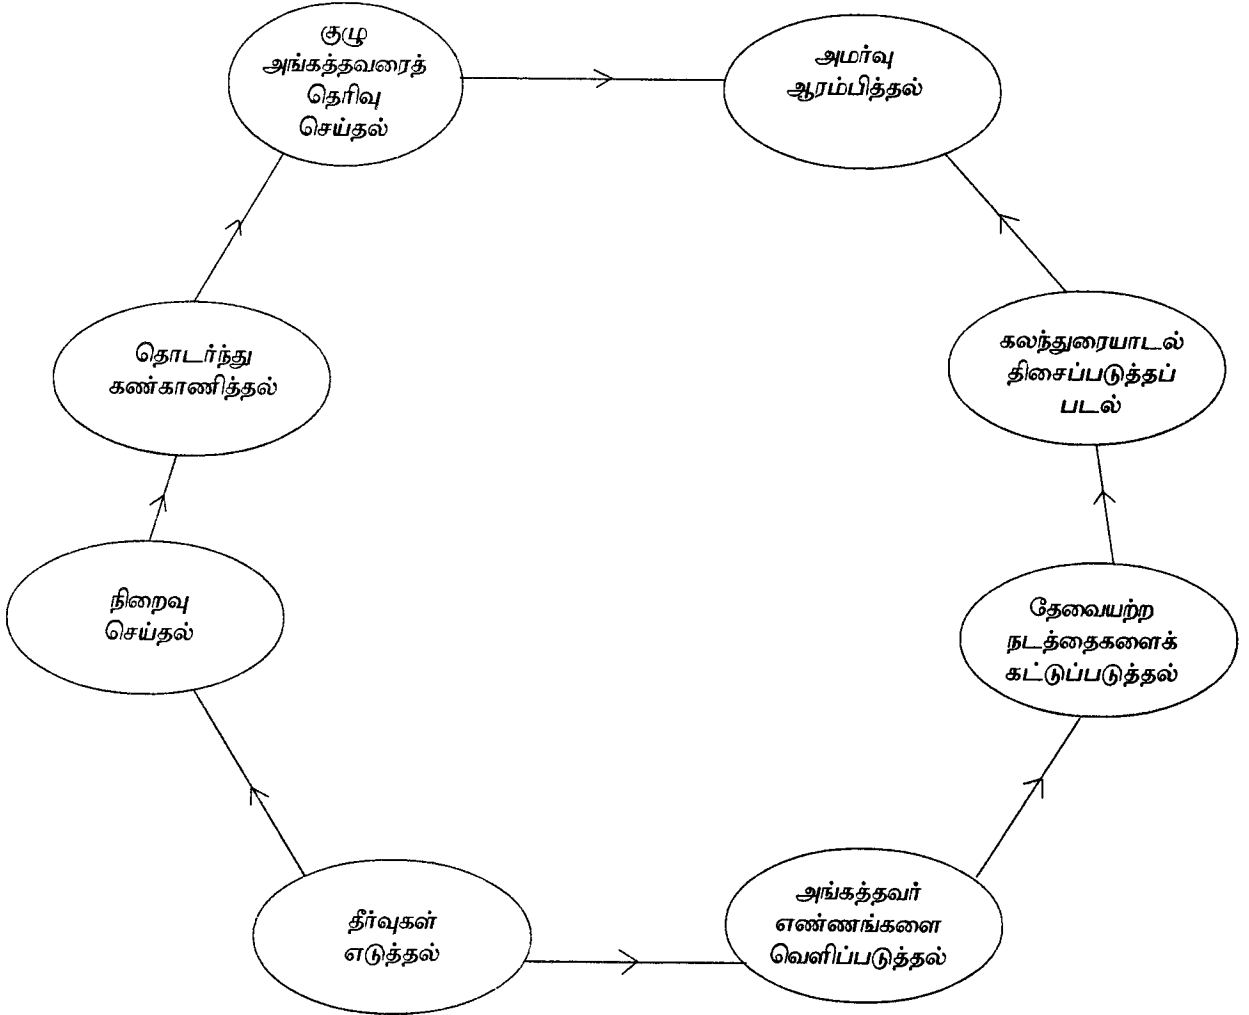 குழு
அங்கத்தவரைத்
தெரிவு
செய்தல்
அமர்வு
ஆரம்பித்தல்
தொடர்ந்து
கண்காணித்தல்
கலந்துரையாடல்
திசைப்படுத்தப்
படல்
நிறைவு
செய்தல்
தேவையற்ற
நடத்தைகளைக்
கட்டுப்படுத்தல்
தீர்வுகள்
எடுத்தல்
அங்கத்தவர்
எண்ணங்களை
வெளிப்படுத்தல்